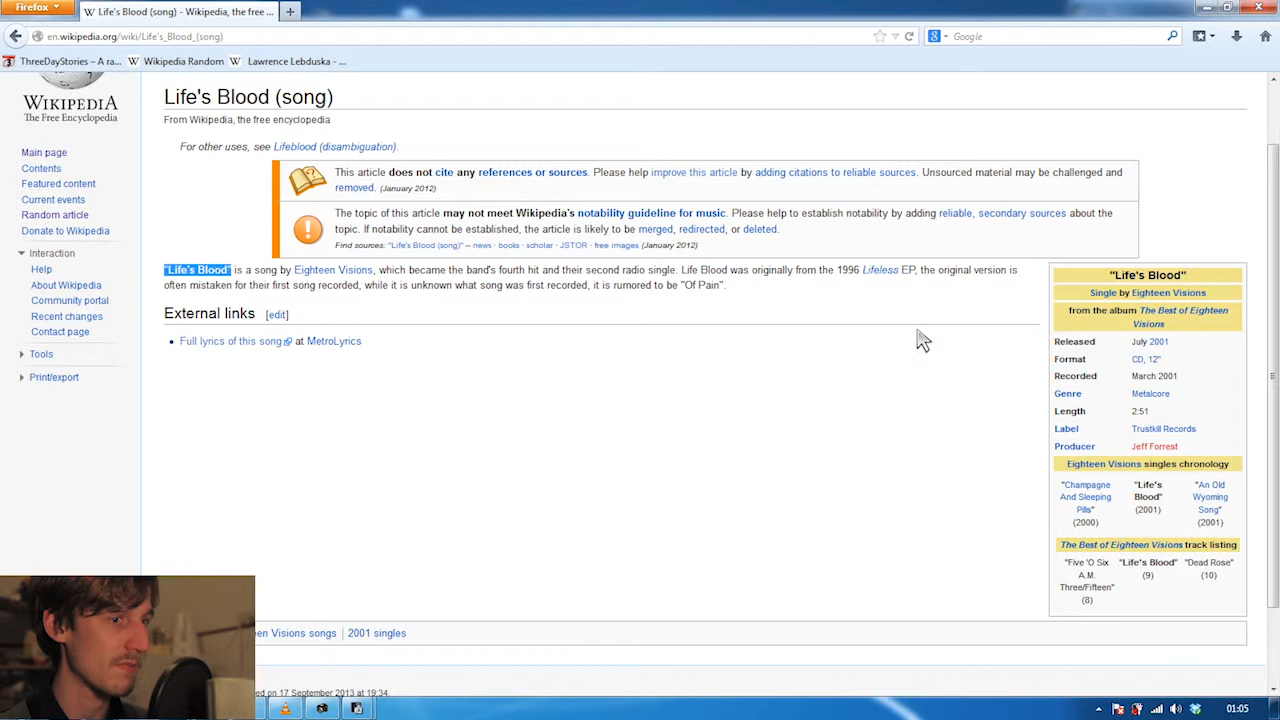 Firefox
Life's Blood (song) - Wikipedia, the free ...
en.wikipedia.org/wiki/Life's_Blood_(song)
Google
ThreeDayStories – A ra...
Wikipedia Random
Lawrence Lebduska - ...
WIKIPEDIA
The Free Encyclopedia
Main page
Contents
Featured content
Current events
Random article
Donate to Wikipedia
Interaction
Help
About Wikipedia
Community portal
Recent changes
Contact page
Tools
Print/export
Life's Blood (song)
From Wikipedia, the free encyclopedia
For other uses, see Lifeblood (disambiguation).
This article does not cite any references or sources. Please help improve this article by adding citations to reliable sources. Unsourced material may be challenged and
removed. (January 2012)
The topic of this article may not meet Wikipedia's notability guideline for music. Please help to establish notability by adding reliable, secondary sources about the
topic. If notability cannot be established, the article is likely to be merged, redirected, or deleted.
Find sources: "Life's Blood (song)" – news · books · scholar · JSTOR · free images (January 2012)
"Life's Blood" is a song by Eighteen Visions, which became the band's fourth hit and their second radio single. Life Blood was originally from the 1996 Lifeless EP, the original version is
often mistaken for their first song recorded, while it is unknown what song was first recorded, it is rumored to be "Of Pain".
External links [edit]
Full lyrics of this song at MetroLyrics
"Life's Blood"
Single by Eighteen Visions
from the album The Best of Eighteen
Visions
Released July 2001
Format CD, 12"
Recorded March 2001
Genre Metalcore
Length 2:51
Label Trustkill Records
Producer Jeff Forrest
Eighteen Visions singles chronology
"Champagne
And Sleeping
Pills"
(2000)
"Life's
Blood"
(2001)
"An Old
Wyoming
Song"
(2001)
The Best of Eighteen Visions track listing
"Five 'O Six
A.M.
Three/Fifteen"
(8)
"Life's Blood"
(9)
"Dead Rose"
(10)
en Visions songs | 2001 singles
on 17 September 2013 at 19:34.
01:05